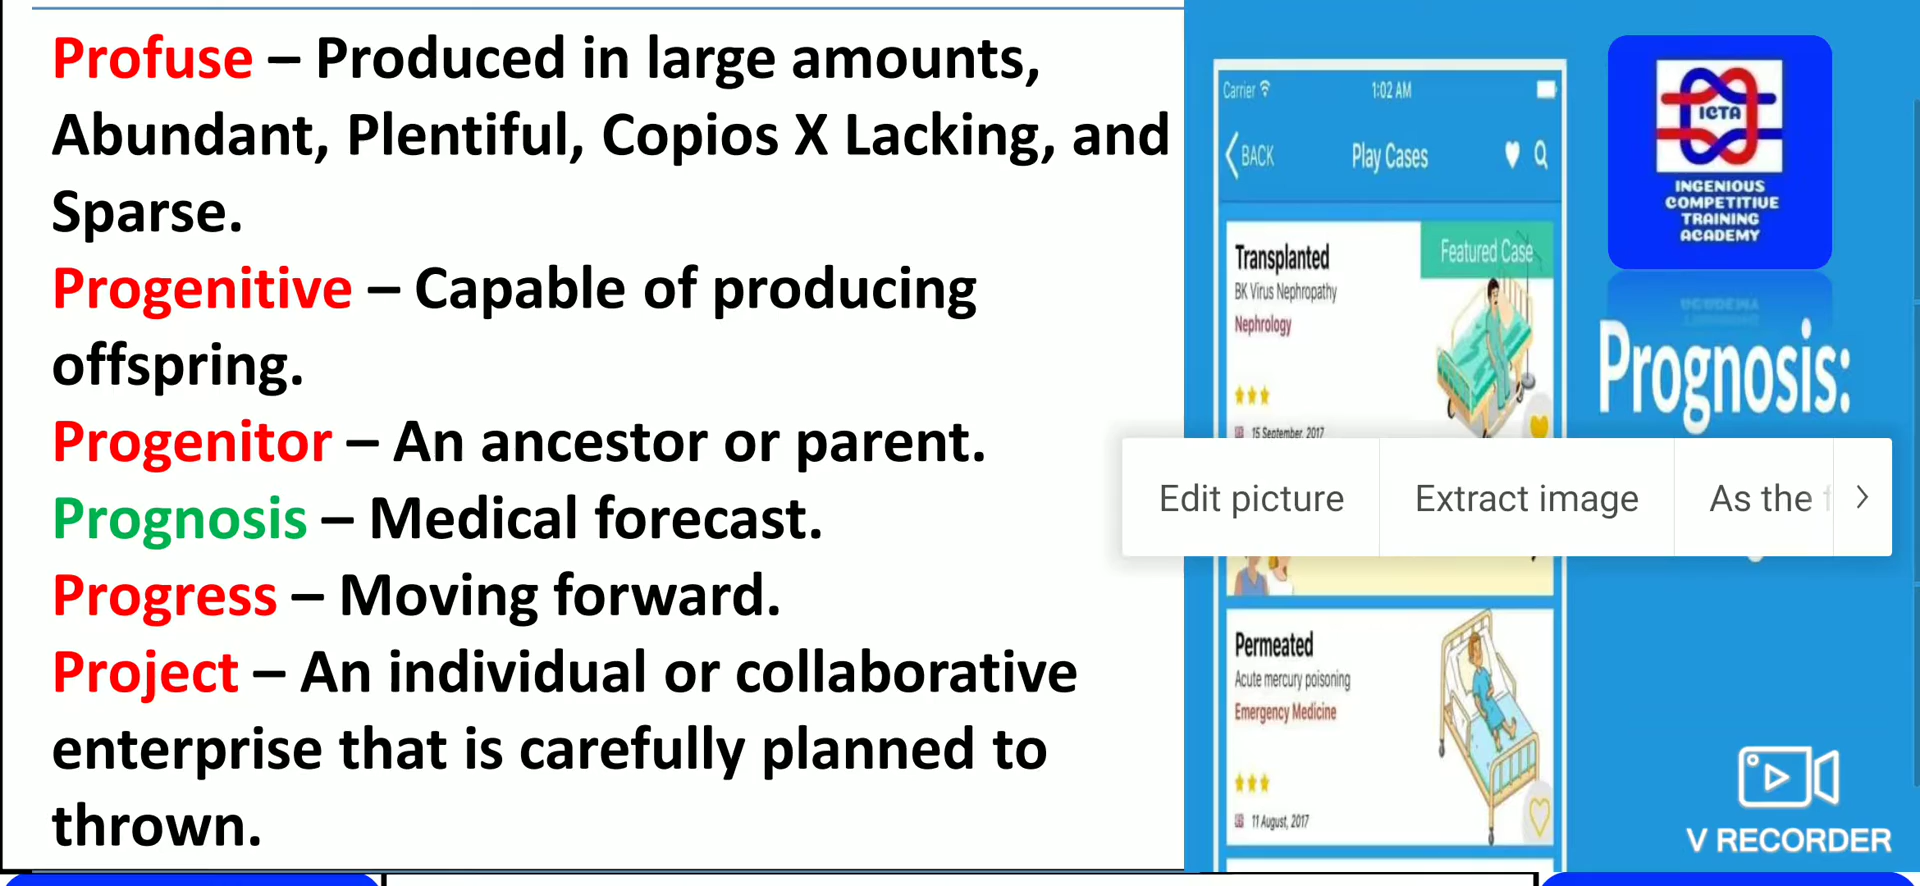 Profuse – Produced in large amounts,
Abundant, Plentiful, Copios X Lacking, and
Sparse.
Progenitive – Capable of producing
offspring.
Progenitor – An ancestor or parent.
Prognosis – Medical forecast.
Progress – Moving forward.
Project – An individual or collaborative
enterprise that is carefully planned to
thrown.
Carrier 1:02 AM
BACK Play Cases
Transplanted
Featured Case
BK Virus Nephropathy
Nephrology
15 September, 2017
Permeated
Acute mercury poisoning
Emergency Medicine
11 August, 2017
ICTA
INGENIOUS
COMPETITIVE
TRAINING
ACADEMY
Prognosis:
Edit picture Extract image As the
V RECORDER